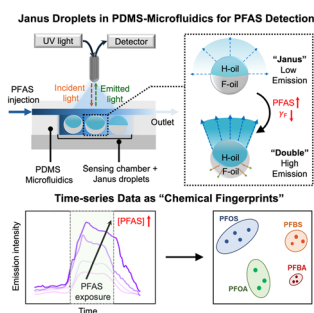 Janus Droplets in PDMS-Microfluidics for PFAS Detection
UV light
Detector
PFAS
injection
Incident
light
Emitted
light
Outlet
PDMS
Microfluidics
Sensing chamber +
Janus droplets
H-oil
F-oil
"Janus"
Low
Emission
PFAS↑
γF ↓
H-oil
F-oil
"Double"
High
Emission
Time-series Data as "Chemical Fingerprints"
Emission Intensity
[PFAS]↑
PFAS
exposure
Time
PFOS
PFBS
PFOA
PFBA